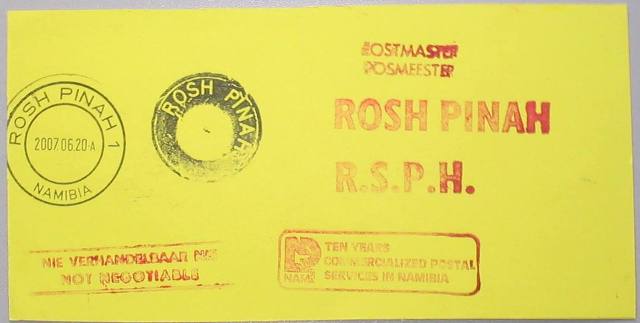 POSTMASTER
POSMEESTER
ROSH PINAH
R.S.P.H.
ROSH PINAH 1
2007.06.20·A
NAMIBIA
ROSH PINAH
NIE VERHANDELBAAR NIE
NOT NEGOTIABLE
TEN YEARS
COMMERCIALIZED POSTAL
SERVICES IN NAMIBIA
NAM